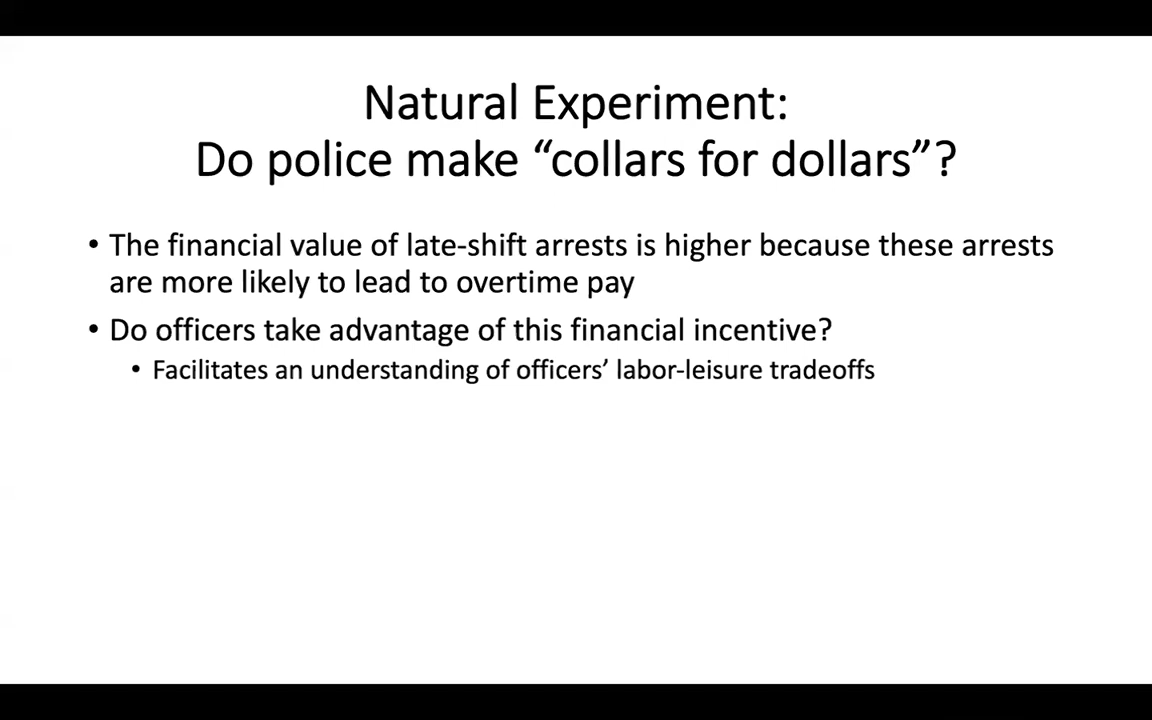 Natural Experiment:
Do police make “collars for dollars”?
• The financial value of late-shift arrests is higher because these arrests
are more likely to lead to overtime pay
• Do officers take advantage of this financial incentive?
• Facilitates an understanding of officers’ labor-leisure tradeoffs